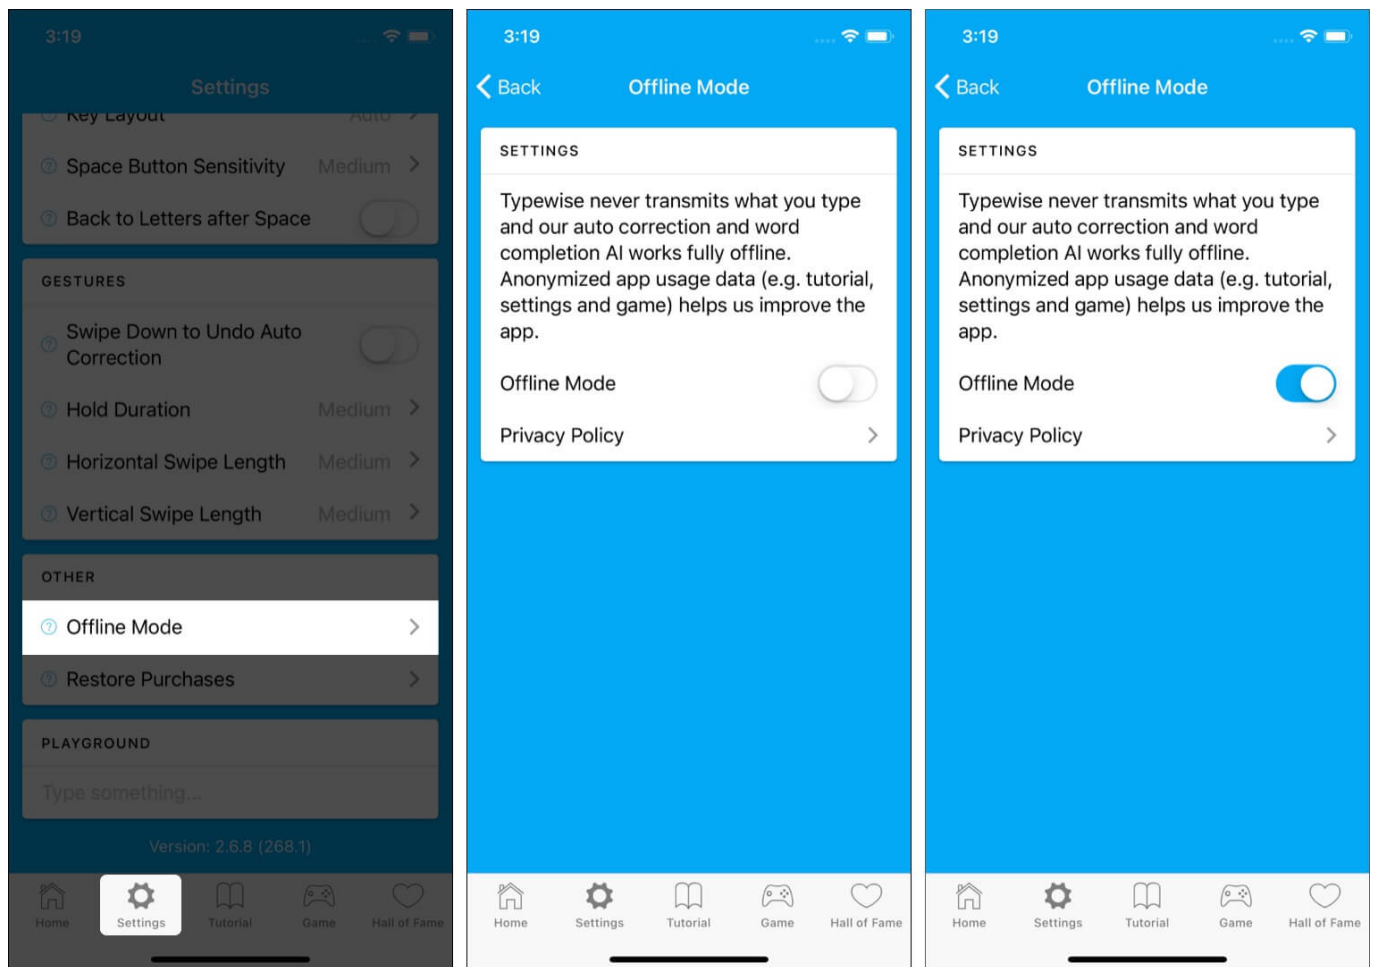 3:19
Settings
Key Layout Auto
Space Button Sensitivity Medium
Back to Letters after Space
GESTURES
Swipe Down to Undo Auto
Correction
Hold Duration Medium
Horizontal Swipe Length Medium
Vertical Swipe Length Medium
OTHER
Offline Mode
Restore Purchases
PLAYGROUND
Type something...
Version: 2.6.8 (268.1)
Home Settings Tutorial Game Hall of Fame
3:19
Back Offline Mode
SETTINGS
Typewise never transmits what you type
and our auto correction and word
completion AI works fully offline.
Anonymized app usage data (e.g. tutorial,
settings and game) helps us improve the
app.
Offline Mode
Privacy Policy
Home Settings Tutorial Game Hall of Fame
3:19
Back Offline Mode
SETTINGS
Typewise never transmits what you type
and our auto correction and word
completion AI works fully offline.
Anonymized app usage data (e.g. tutorial,
settings and game) helps us improve the
app.
Offline Mode
Privacy Policy
Home Settings Tutorial Game Hall of Fame